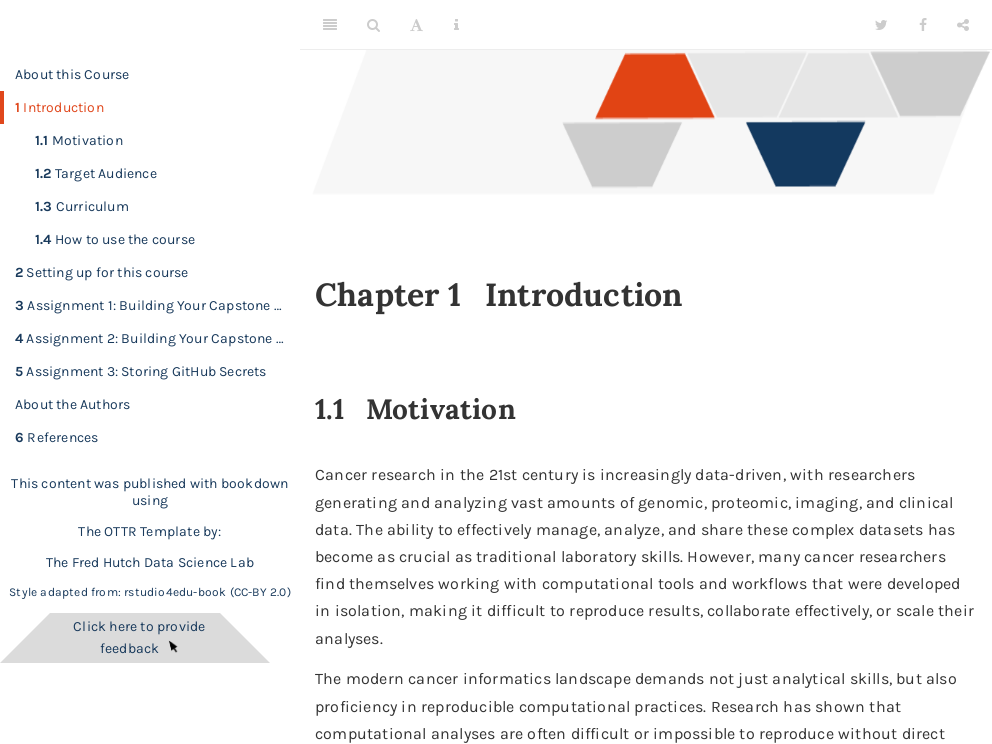 About this Course
1 Introduction
1.1 Motivation
1.2 Target Audience
1.3 Curriculum
1.4 How to use the course
2 Setting up for this course
3 Assignment 1: Building Your Capstone ...
4 Assignment 2: Building Your Capstone ...
5 Assignment 3: Storing GitHub Secrets
About the Authors
6 References
This content was published with bookdown
using
The OTTR Template by:
The Fred Hutch Data Science Lab
Style adapted from: rstudio4edu-book (CC-BY 2.0)
Click here to provide
feedback
A
Chapter 1 Introduction
1.1 Motivation
Cancer research in the 21st century is increasingly data-driven, with researchers
generating and analyzing vast amounts of genomic, proteomic, imaging, and clinical
data. The ability to effectively manage, analyze, and share these complex datasets has
become as crucial as traditional laboratory skills. However, many cancer researchers
find themselves working with computational tools and workflows that were developed
in isolation, making it difficult to reproduce results, collaborate effectively, or scale their
analyses.
The modern cancer informatics landscape demands not just analytical skills, but also
proficiency in reproducible computational practices. Research has shown that
computational analyses are often difficult or impossible to reproduce without direct